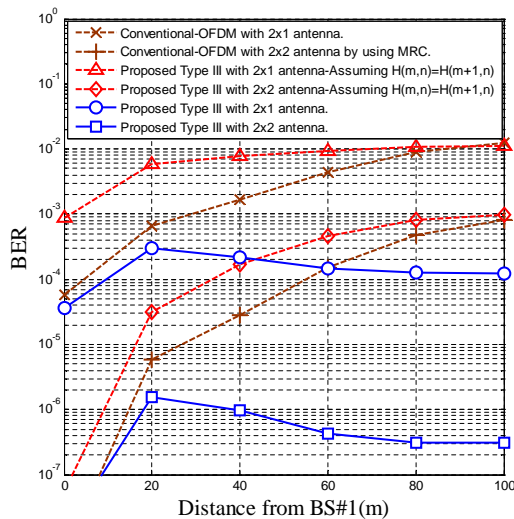 10^0
Conventional-OFDM with 2x1 antenna.
Conventional-OFDM with 2x2 antenna by using MRC.
Proposed Type III with 2x1 antenna-Assuming H(m,n)=H(m+1,n)
Proposed Type III with 2x2 antenna-Assuming H(m,n)=H(m+1,n)
Proposed Type III with 2x1 antenna.
Proposed Type III with 2x2 antenna.
10^-1
10^-2
10^-3
10^-4
10^-5
10^-6
10^-7
BER
0 20 40 60 80 100
Distance from BS#1(m)